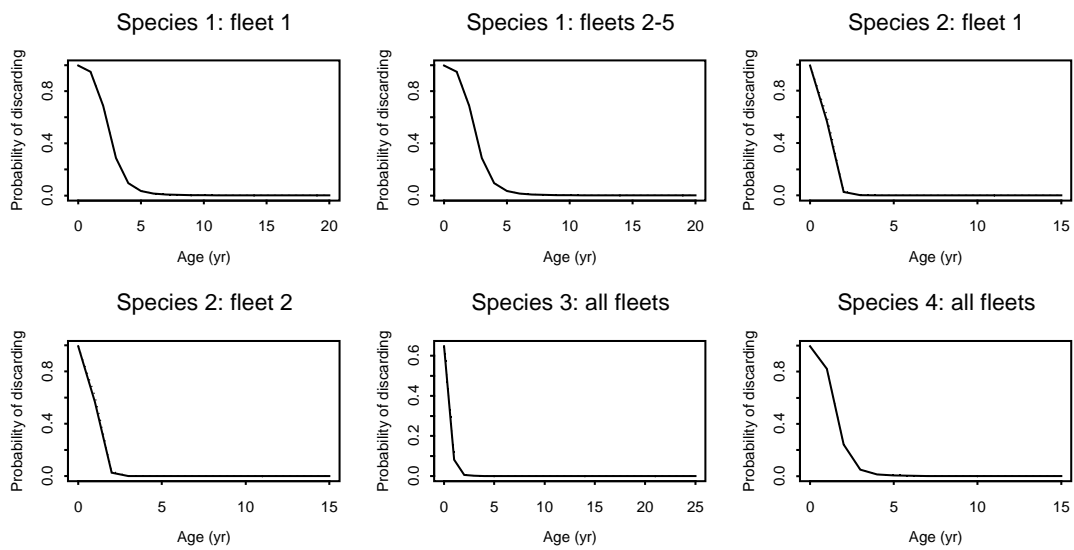 Species 1: fleet 1
Probability of discarding
0.0 0.4 0.8
0 5 10 15 20
Age (yr)
Species 1: fleets 2-5
Probability of discarding
0.0 0.4 0.8
0 5 10 15 20
Age (yr)
Species 2: fleet 1
Probability of discarding
0.0 0.4 0.8
0 5 10 15
Age (yr)
Species 2: fleet 2
Probability of discarding
0.0 0.4 0.8
0 5 10 15
Age (yr)
Species 3: all fleets
Probability of discarding
0.0 0.2 0.4 0.6
0 5 10 15 20 25
Age (yr)
Species 4: all fleets
Probability of discarding
0.0 0.4 0.8
0 5 10 15
Age (yr)